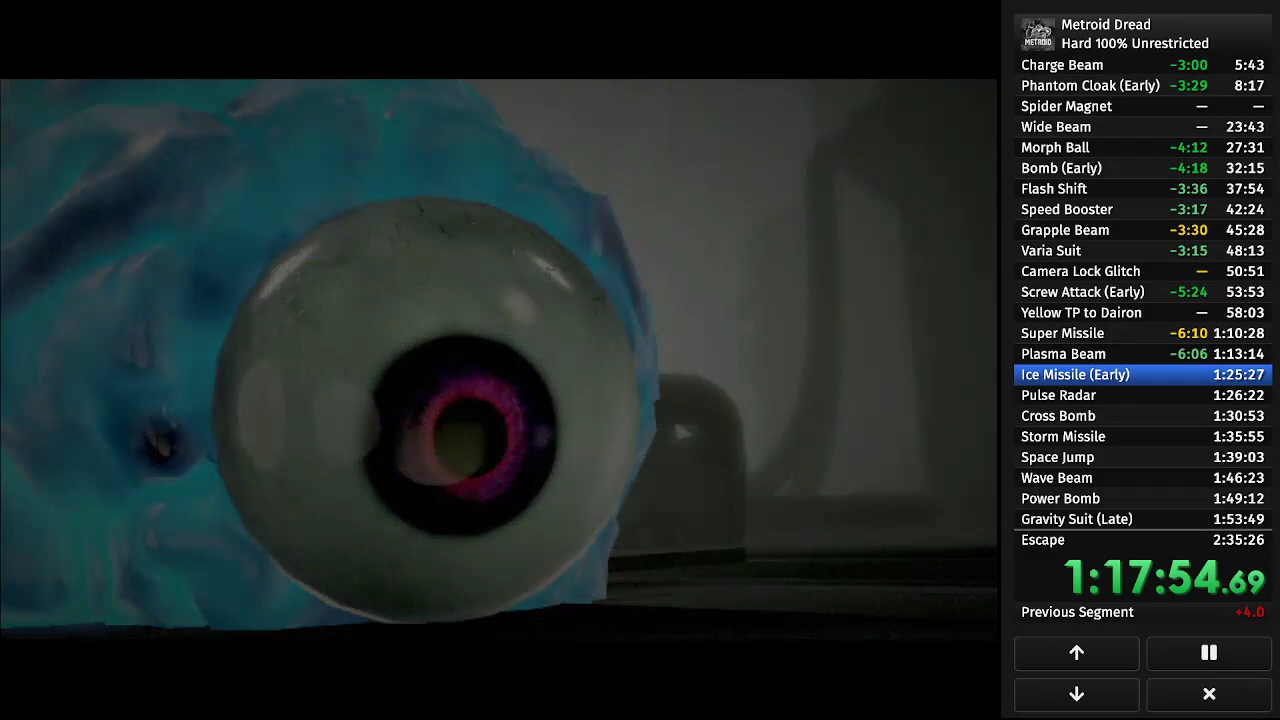 Metroid Dread
Hard 100% Unrestricted
METROID
Charge Beam -3:00 5:43
Phantom Cloak (Early) -3:29 8:17
Spider Magnet — —
Wide Beam — 23:43
Morph Ball -4:12 27:31
Bomb (Early) -4:18 32:15
Flash Shift -3:36 37:54
Speed Booster -3:17 42:24
Grapple Beam -3:30 45:28
Varia Suit -3:15 48:13
Camera Lock Glitch — 50:51
Screw Attack (Early) -5:24 53:53
Yellow TP to Dairon — 58:03
Super Missile -6:10 1:10:28
Plasma Beam -6:06 1:13:14
Ice Missile (Early) 1:25:27
Pulse Radar 1:26:22
Cross Bomb 1:30:53
Storm Missile 1:35:55
Space Jump 1:39:03
Wave Beam 1:46:23
Power Bomb 1:49:12
Gravity Suit (Late) 1:53:49
Escape 2:35:26
1:17:54.69
Previous Segment +4.0